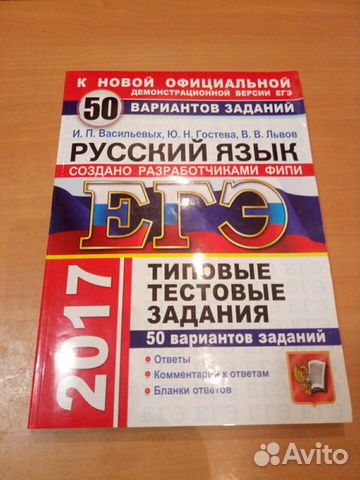 К НОВОЙ ОФИЦИАЛЬНОЙ
ДЕМОНСТРАЦИОННОЙ ВЕРСИИ ЕГЭ
50 ВАРИАНТОВ ЗАДАНИЙ
И. П. Васильевых, Ю. Н. Гостева, В. В. Львов
РУССКИЙ ЯЗЫК
СОЗДАНО РАЗРАБОТЧИКАМИ ФИПИ
ЕГЭ
2017
ТИПОВЫЕ
ТЕСТОВЫЕ
ЗАДАНИЯ
50 вариантов заданий
• Ответы
• Комментарии к ответам
• Бланки ответов
Avito